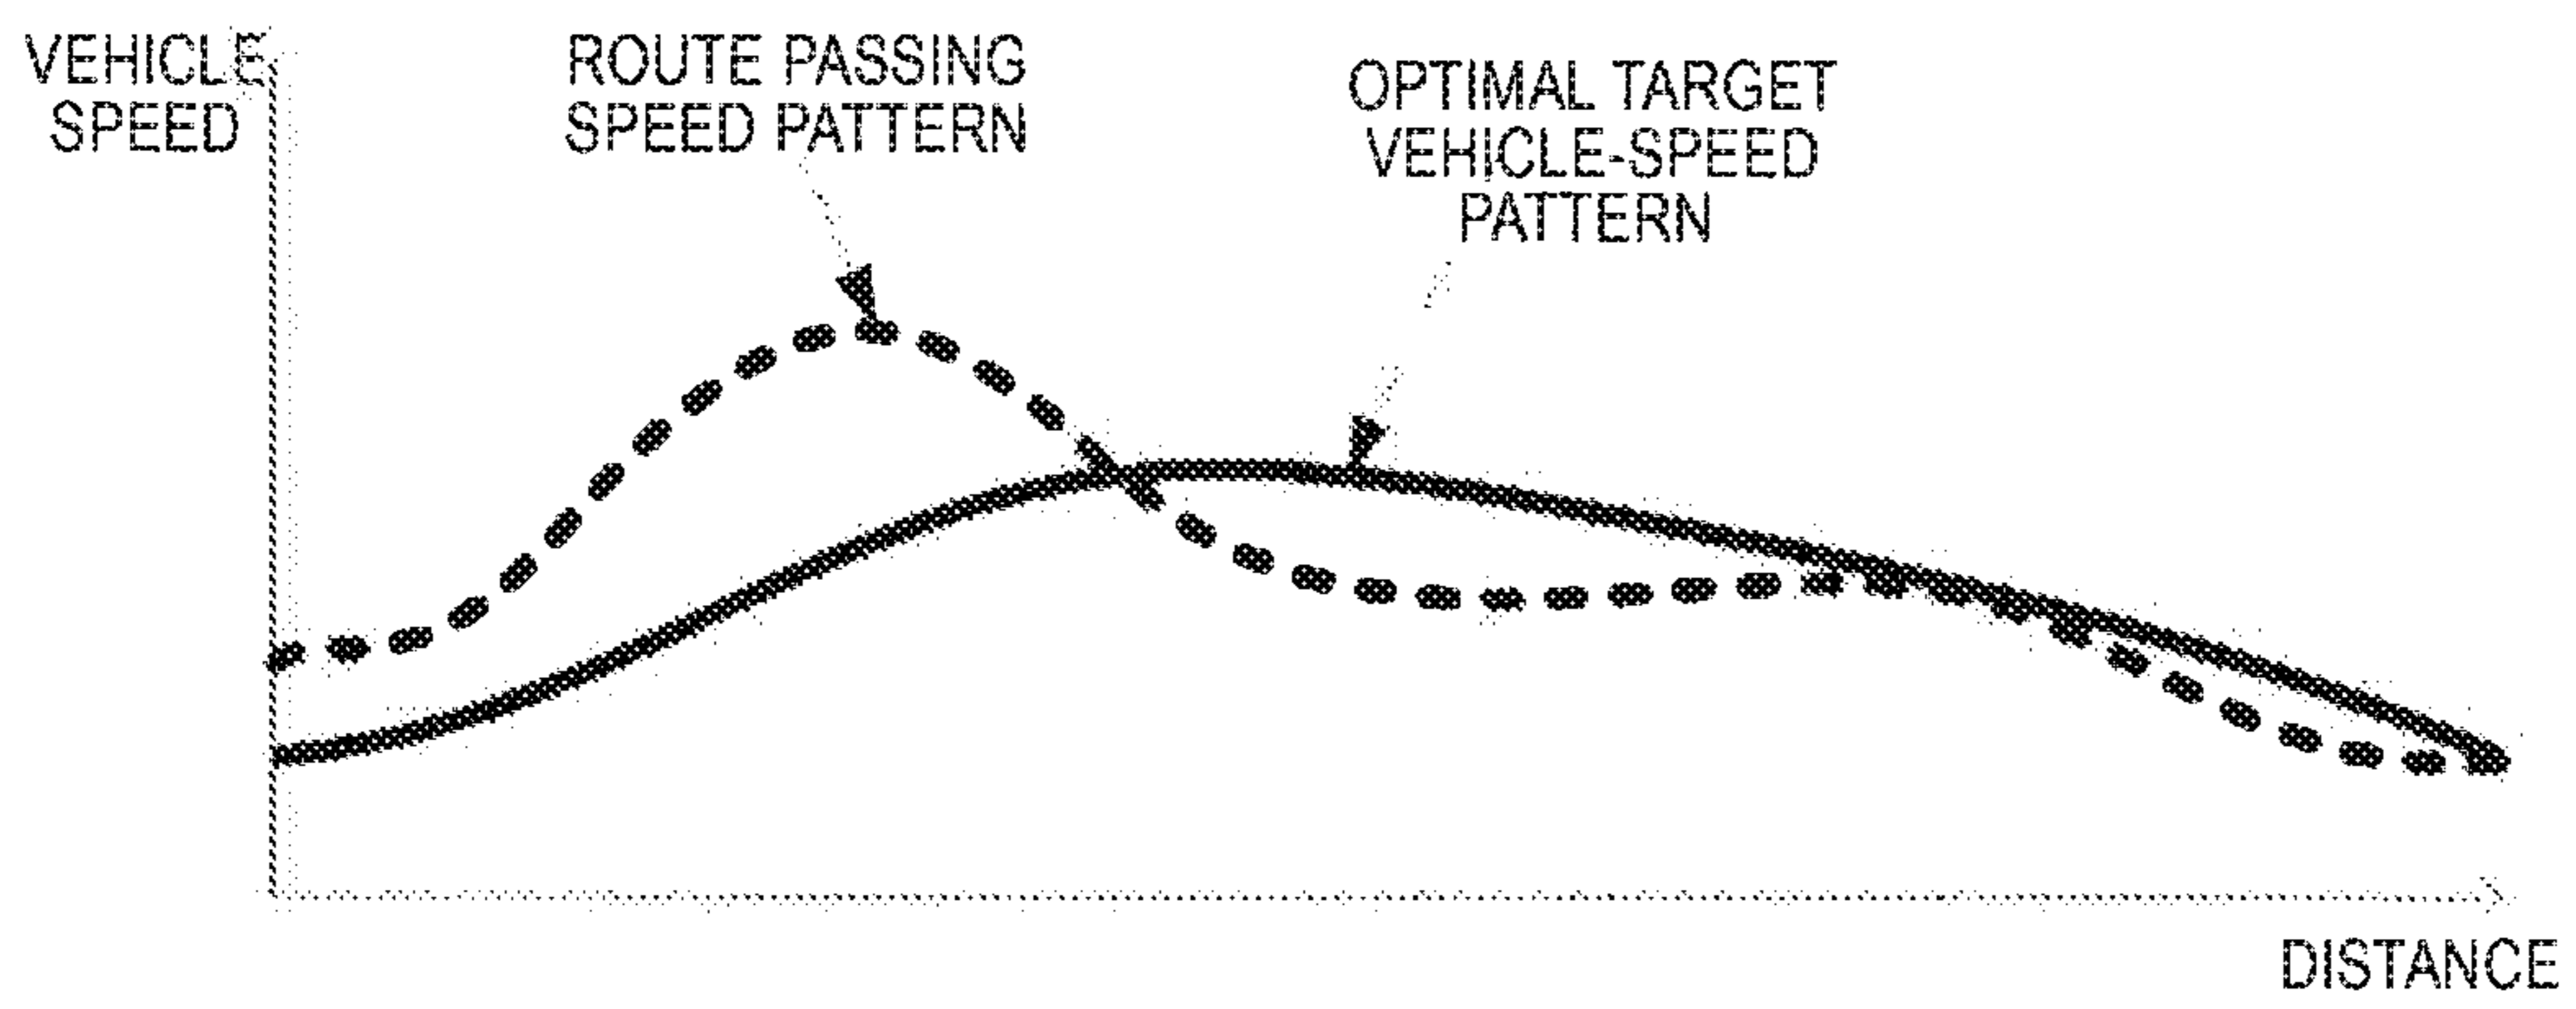 VEHICLE
SPEED
ROUTE PASSING
SPEED PATTERN
OPTIMAL TARGET
VEHICLE-SPEED
PATTERN
DISTANCE